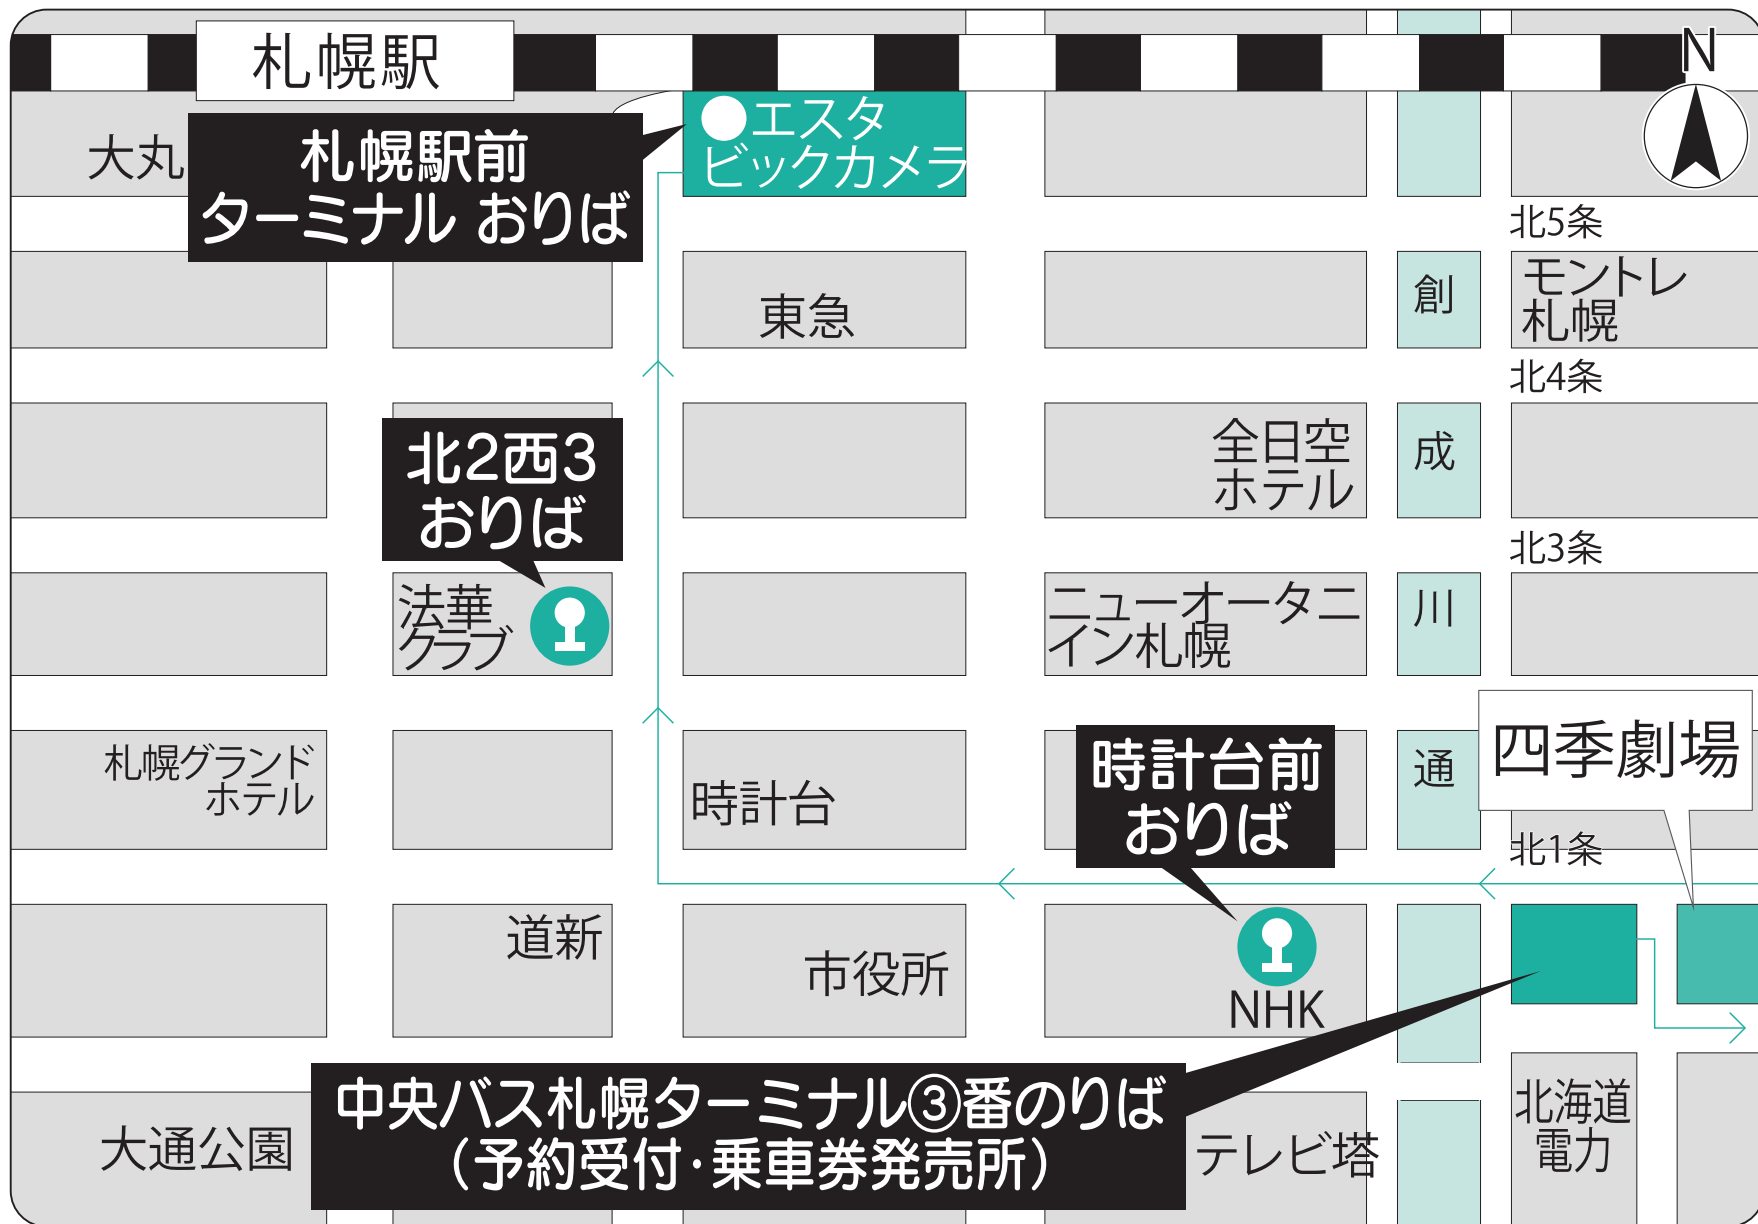 札幌駅
N
大丸
札幌駅前
ターミナル おりば
エスタ
ビックカメラ
北5条
東急
創
モントレ
札幌
北4条
北2西3
おりば
全日空
ホテル
成
北3条
法華
クラブ
ニューオータニ
イン札幌
川
札幌グランド
ホテル
時計台
時計台前
おりば
通
四季劇場
北1条
道新
市役所
NHK
中央バス札幌ターミナル③番のりば
(予約受付・乗車券発売所)
大通公園
テレビ塔
北海道
電力